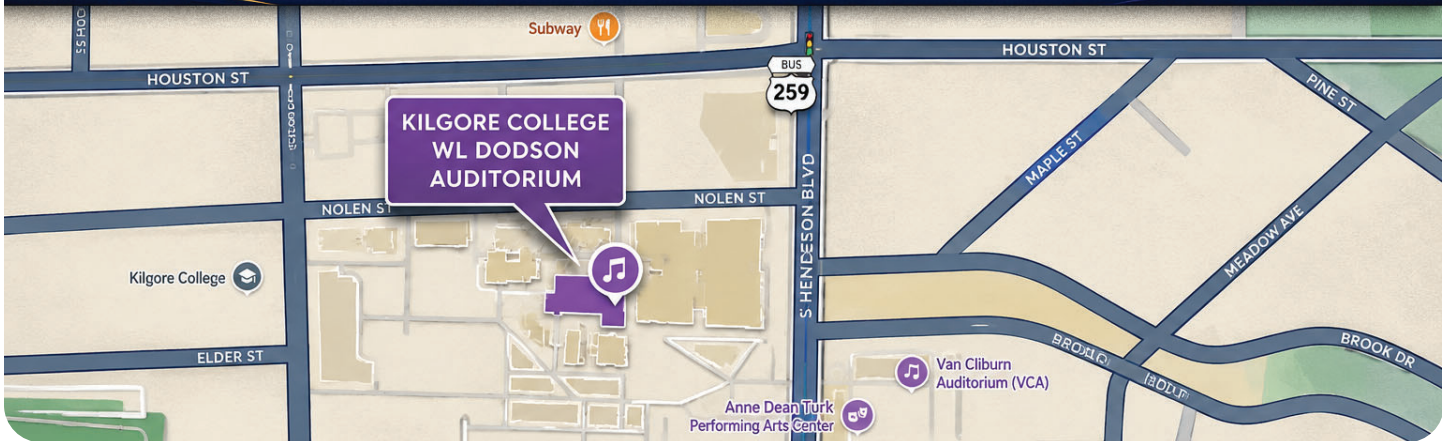 Subway
HOUSTON ST
HOUSTON ST
BUS
259
PINE ST
KILGORE COLLEGE
WL DODSON
AUDITORIUM
MAPLE ST
NOLEN ST
NOLEN ST
S HENDESON BLVD
MEADOW AVE
Kilgore College
ELDER ST
BROOK DR
Van Cliburn
Auditorium (VCA)
Anne Dean Turk
Performing Arts Center